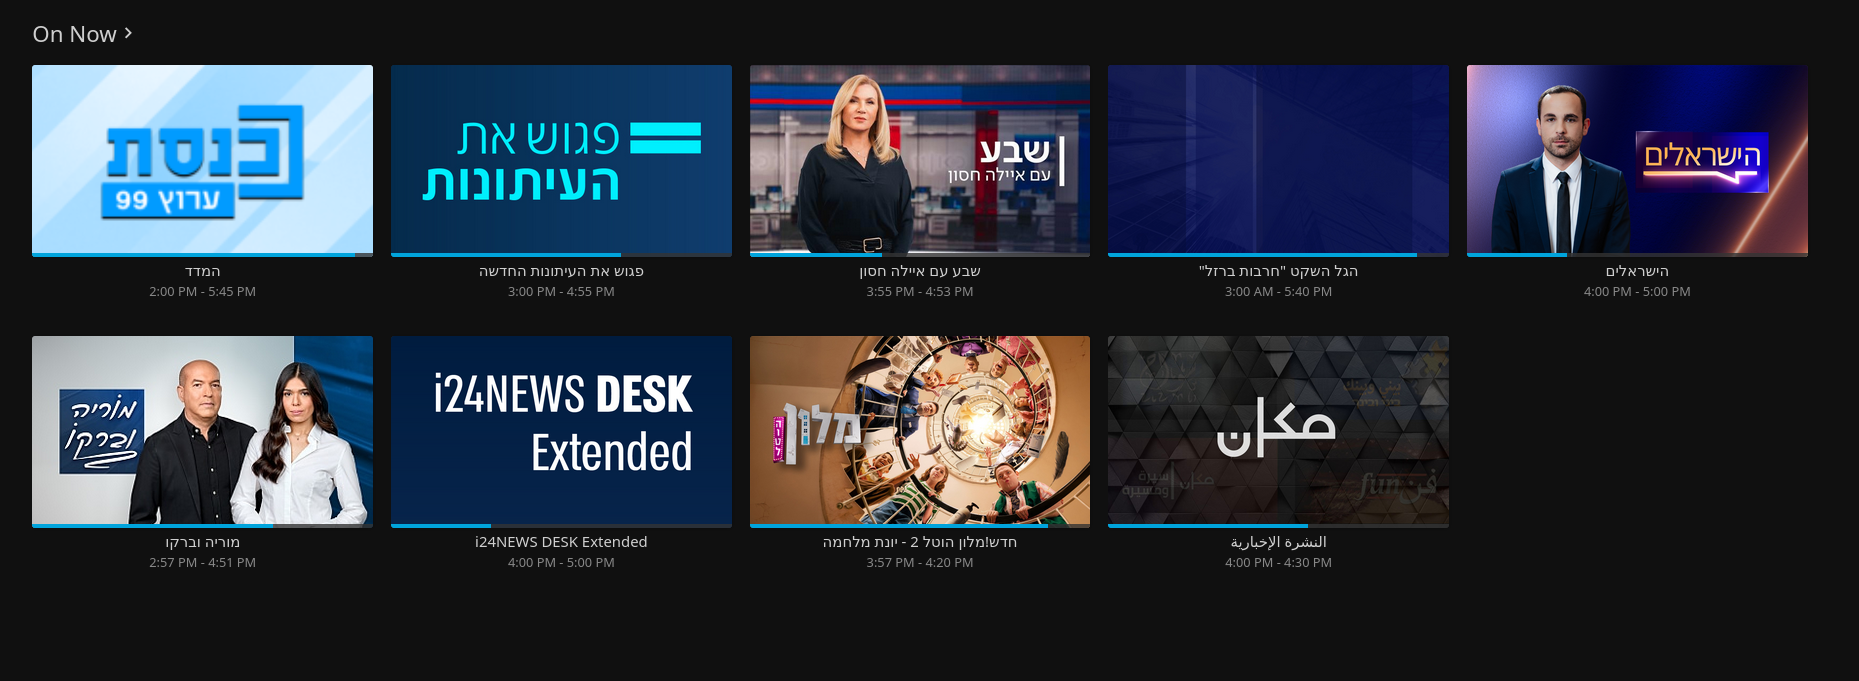 On Now
כנסת
ערוץ 99
פגוש את
העיתונות
שבע
עם איילה חסון
הישראלים
המדד
2:00 PM - 5:45 PM
פגוש את העיתונות החדשה
3:00 PM - 4:55 PM
שבע עם איילה חסון
3:55 PM - 4:53 PM
הגל השקט "חרבות ברזל"
3:00 AM - 5:40 PM
הישראלים
4:00 PM - 5:00 PM
מוריה
וברקו
i24NEWS DESK
Extended
מלון
הוטל
مكان
فن fun
مكان سيرة
ومسيرة
מוריה וברקו
2:57 PM - 4:51 PM
i24NEWS DESK Extended
4:00 PM - 5:00 PM
חדש!מלון הוטל 2 - יונת מלחמה
3:57 PM - 4:20 PM
النشرة الإخبارية
4:00 PM - 4:30 PM